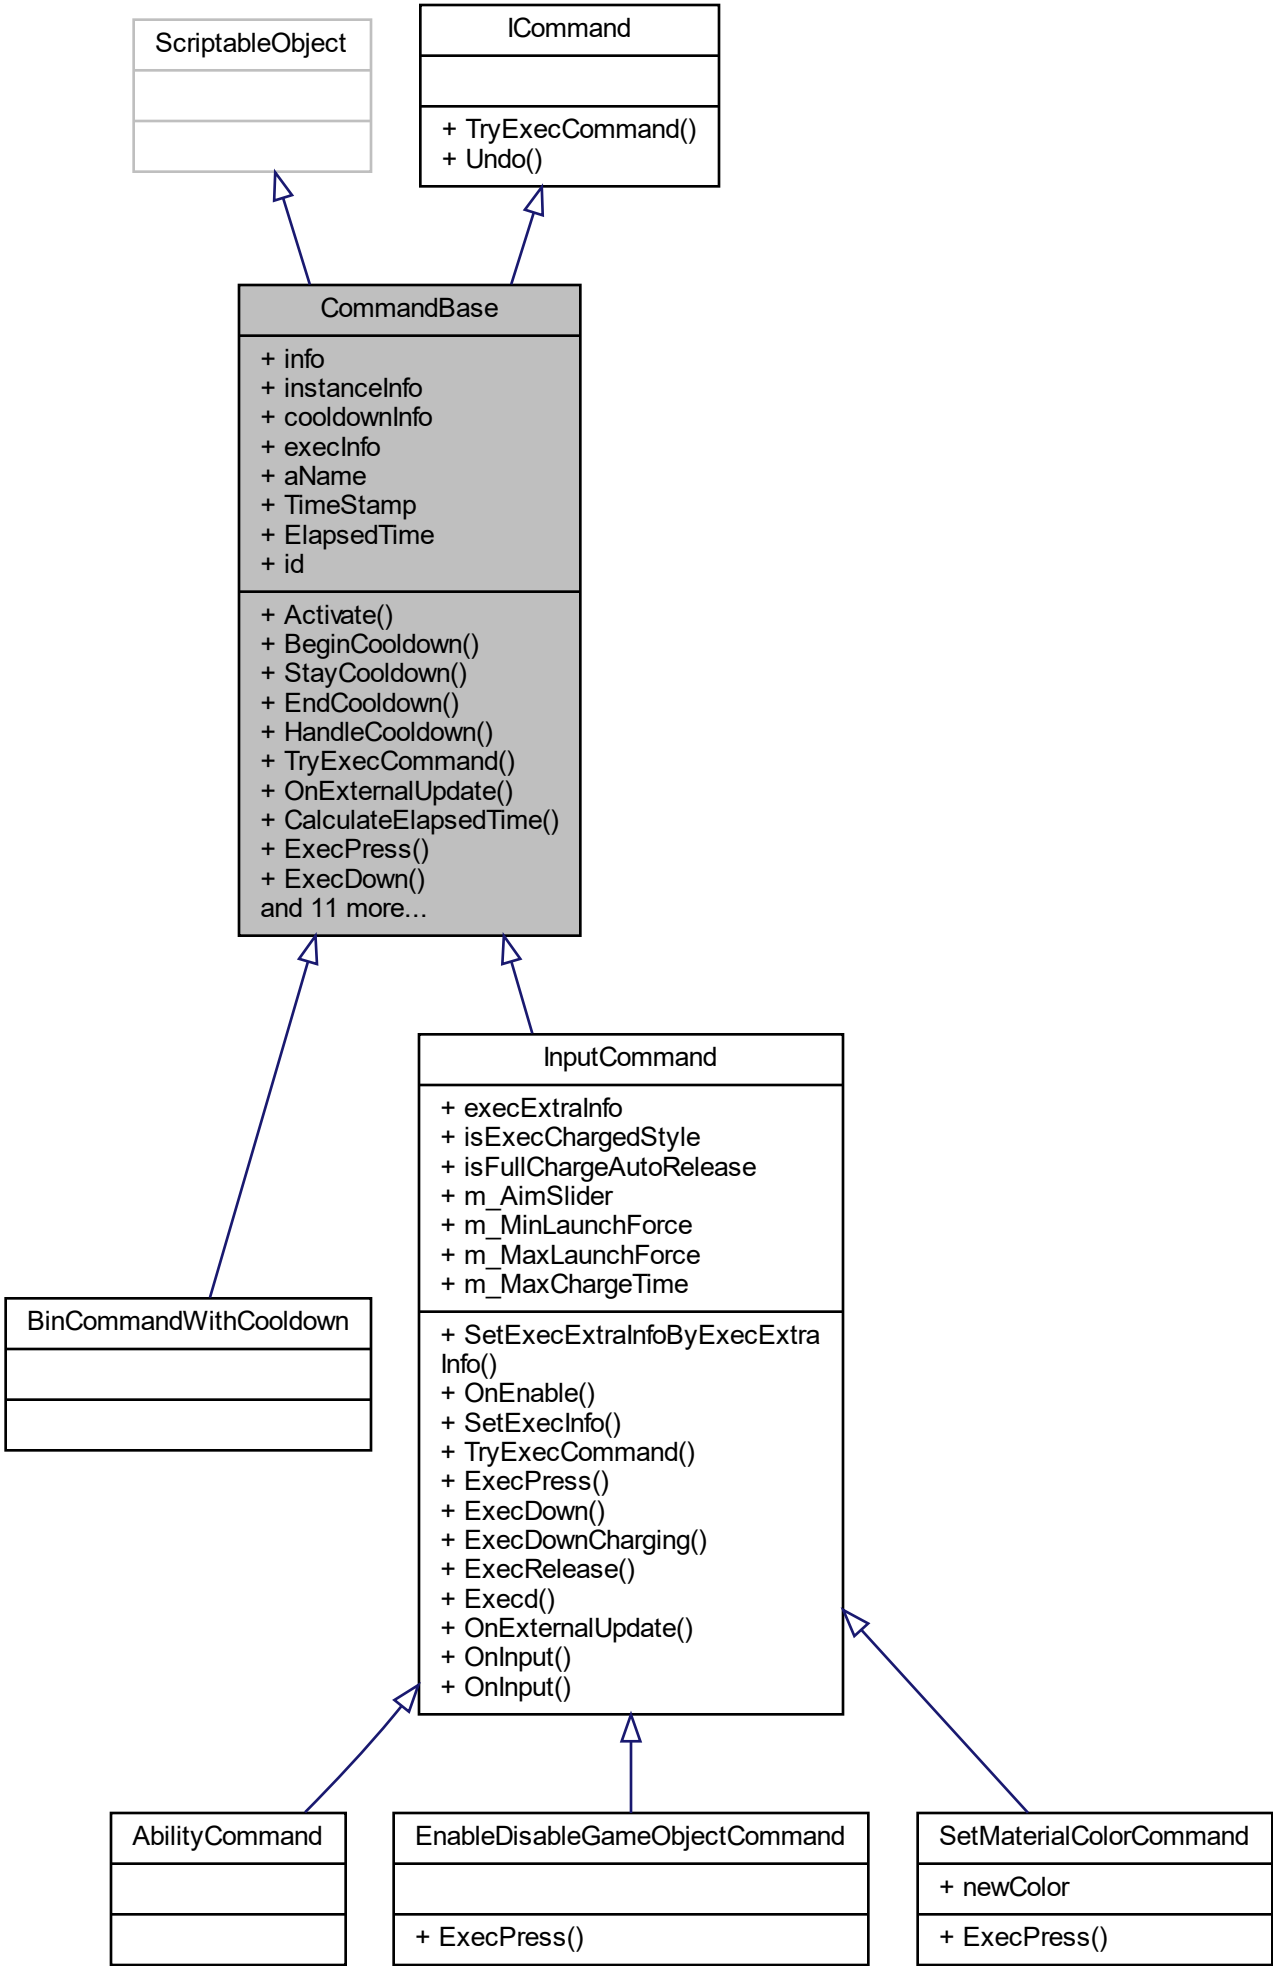 ScriptableObject
ICommand
+ TryExecCommand()
+ Undo()
CommandBase
+ info
+ instanceInfo
+ cooldownInfo
+ execInfo
+ aName
+ TimeStamp
+ ElapsedTime
+ id
+ Activate()
+ BeginCooldown()
+ StayCooldown()
+ EndCooldown()
+ HandleCooldown()
+ TryExecCommand()
+ OnExternalUpdate()
+ CalculateElapsedTime()
+ ExecPress()
+ ExecDown()
and 11 more...
InputCommand
+ execExtraInfo
+ isExecChargedStyle
+ isFullChargeAutoRelease
+ m_AimSlider
+ m_MinLaunchForce
+ m_MaxLaunchForce
+ m_MaxChargeTime
+ SetExecExtraInfoByExecExtra
Info()
+ OnEnable()
+ SetExecInfo()
+ TryExecCommand()
+ ExecPress()
+ ExecDown()
+ ExecDownCharging()
+ ExecRelease()
+ Execd()
+ OnExternalUpdate()
+ OnInput()
+ OnInput()
BinCommandWithCooldown
AbilityCommand
EnableDisableGameObjectCommand
+ ExecPress()
SetMaterialColorCommand
+ newColor
+ ExecPress()